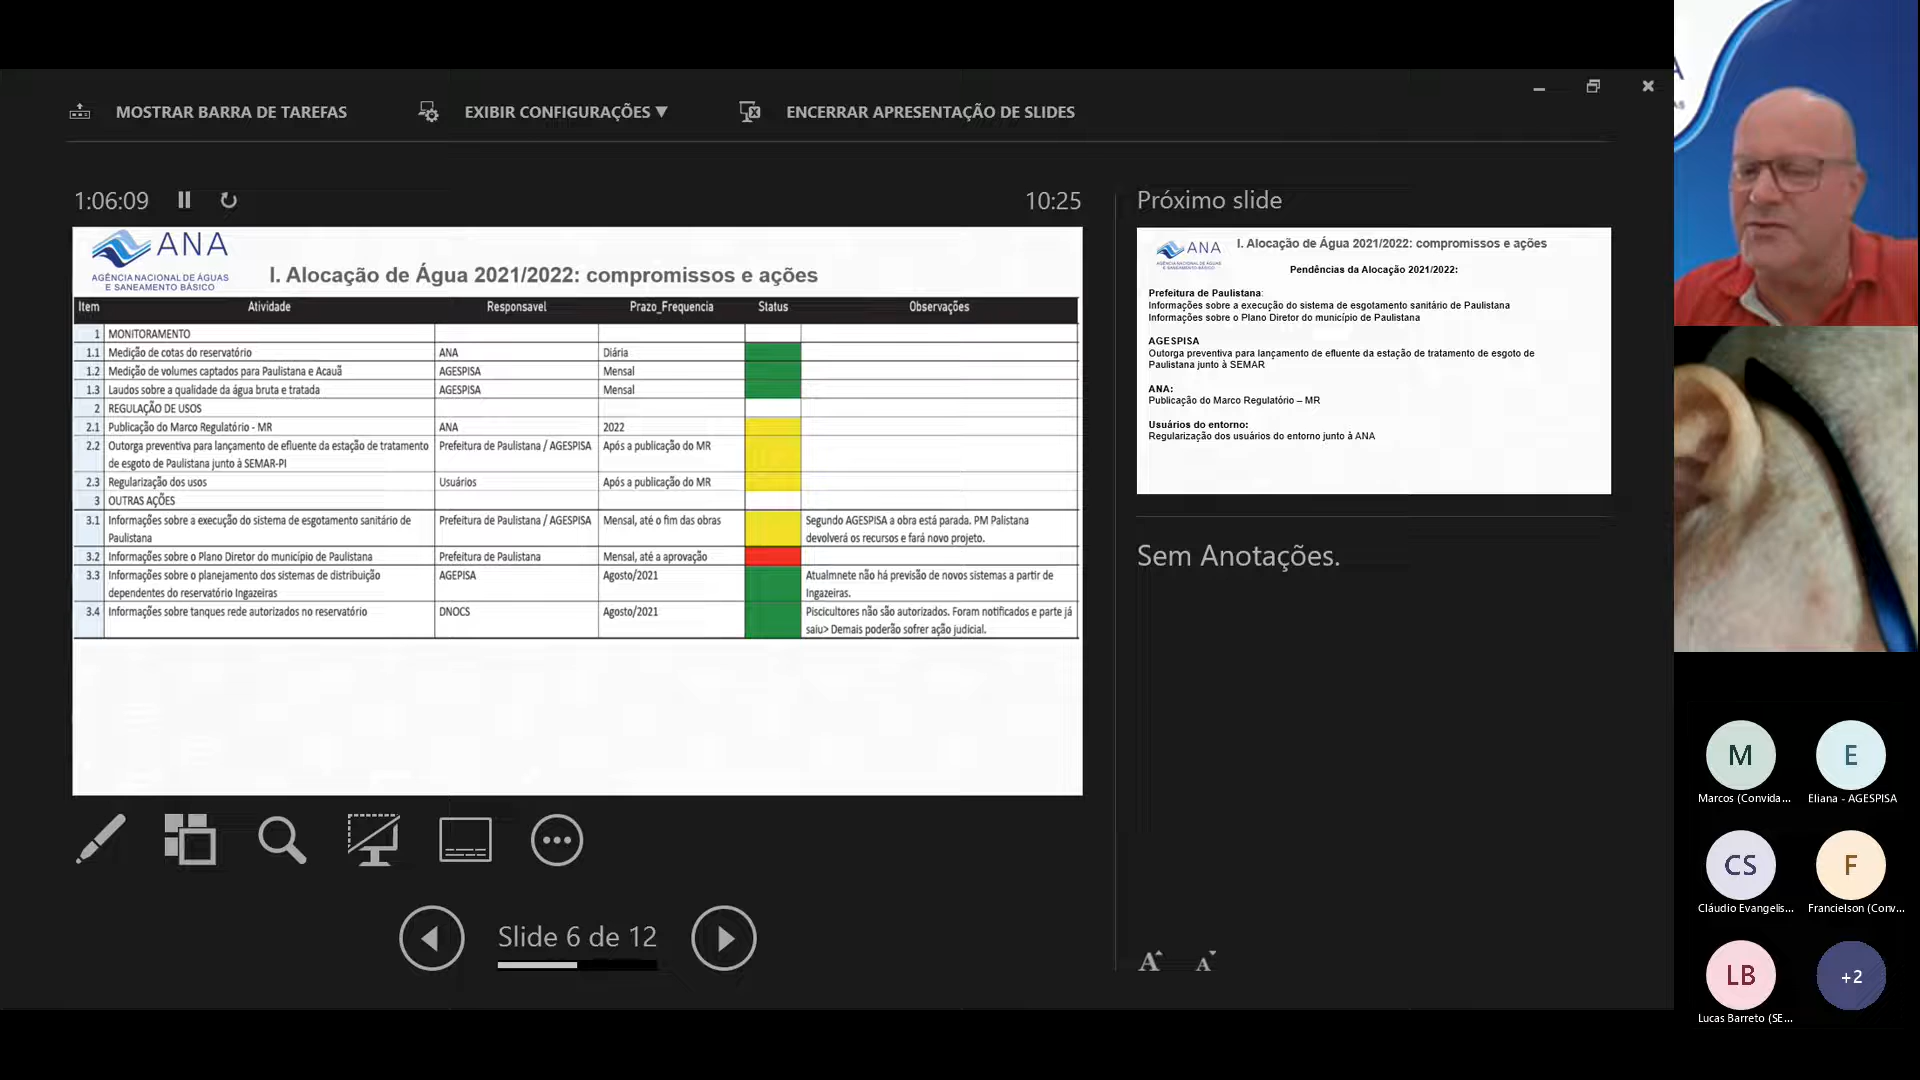 MOSTRAR BARRA DE TAREFAS
EXIBIR CONFIGURAÇÕES ▼
ENCERRAR APRESENTAÇÃO DE SLIDES
1:06:09
10:25
Próximo slide
ANA
AGÊNCIA NACIONAL DE ÁGUAS
E SANEAMENTO BÁSICO
I. Alocação de Água 2021/2022: compromissos e ações
Item Atividade Responsavel Prazo_Frequencia Status Observações
1 MONITORAMENTO
1.1 Medição de cotas do reservatório ANA Diária
1.2 Medição de volumes captados para Paulistana e Acauã AGESPISA Mensal
1.3 Laudos sobre a qualidade da água bruta e tratada AGESPISA Mensal
2 REGULAÇÃO DE USOS
2.1 Publicação do Marco Regulatório - MR ANA 2022
2.2 Outorga preventiva para lançamento de efluente da estação de tratamento Prefeitura de Paulistana / AGESPISA Após a publicação do MR
de esgoto de Paulistana junto à SEMAR-PI
2.3 Regularização dos usos Usuários Após a publicação do MR
3 OUTRAS AÇÕES
3.1 Informações sobre a execução do sistema de esgotamento sanitário de Prefeitura de Paulistana / AGESPISA Mensal, até o fim das obras Segundo AGESPISA a obra está parada. PM Palistana
Paulistana devolverá os recursos e fará novo projeto.
3.2 Informações sobre o Plano Diretor do município de Paulistana Prefeitura de Paulistana Mensal, até a aprovação
3.3 Informações sobre o planejamento dos sistemas de distribuição AGEPISA Agosto/2021 Atualmnete não há previsão de novos sistemas a partir de
dependentes do reservatório Ingazeiras Ingazeiras.
3.4 Informações sobre tanques rede autorizados no reservatório DNOCS Agosto/2021 Piscicultores não são autorizados. Foram notificados e parte já
saiu> Demais poderão sofrer ação judicial.
ANA
AGÊNCIA NACIONAL DE ÁGUAS
E SANEAMENTO BÁSICO
I. Alocação de Água 2021/2022: compromissos e ações
Pendências da Alocação 2021/2022:
Prefeitura de Paulistana:
Informações sobre a execução do sistema de esgotamento sanitário de Paulistana
Informações sobre o Plano Diretor do município de Paulistana
AGESPISA
Outorga preventiva para lançamento de efluente da estação de tratamento de esgoto de
Paulistana junto à SEMAR
ANA:
Publicação do Marco Regulatório – MR
Usuários do entorno:
Regularização dos usuários do entorno junto à ANA
Sem Anotações.
Slide 6 de 12
A A
M
Marcos (Convida...
E
Eliana - AGESPISA
CS
Cláudio Evangelis...
F
Francielson (Conv...
LB
Lucas Barreto (SE...
+2